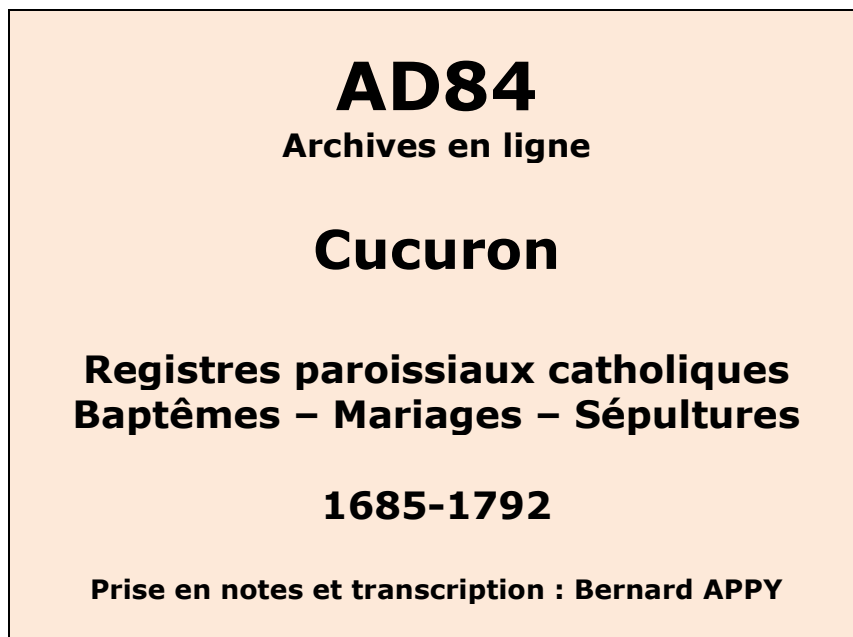 AD84
Archives en ligne
Cucuron
Registres paroissiaux catholiques
Baptêmes – Mariages – Sépultures
1685-1792
Prise en notes et transcription : Bernard APPY